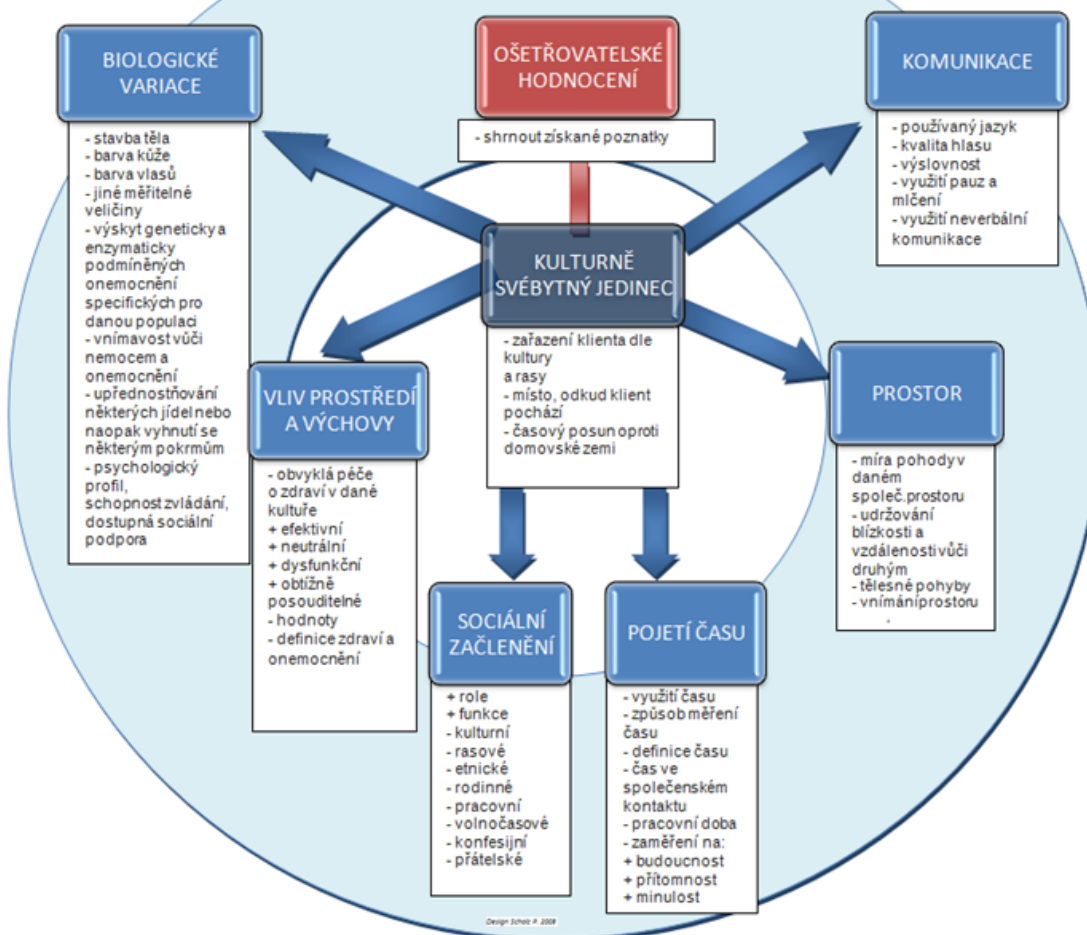 BIOLOGICKÉ
VARIACE
- stavba těla
- barva kůže
- barva vlasů
- jiné měřitelné
veličiny
- výskyt geneticky a
enzymaticky
podmíněných
onemocnění
specifických pro
danou populaci
- vnímavost vůči
nemocem a
onemocnění
- upřednostňování
některých jídel nebo
naopak vyhnutí se
některým pokrmům
- psychologický
profil,
schopnost zvládání,
dostupná sociální
podpora
OŠETŘOVATELSKÉ
HODNOCENÍ
- shrnout získané poznatky
KOMUNIKACE
- používaný jazyk
- kvalita hlasu
- výslovnost
- využití pauz a
mlčení
- využití neverbální
komunikace
KULTURNĚ
SVÉBYTNÝ JEDINEC
- zařazení klienta dle
kultury
a rasy
- místo, odkud klient
pochází
- časový posun oproti
domovské zemi
VLIV PROSTŘEDÍ
A VÝCHOVY
- obvyklá péče
o zdraví v dané
kultuře
+ efektivní
+ neutrální
+ dysfunkční
+ obtížně
posouditelné
- hodnoty
- definice zdraví a
onemocnění
PROSTOR
- míra pohody v
daném
společ.prostoru
- udržování
blízkosti a
vzdálenosti vůči
druhým
- tělesné pohyby
- vnímání prostoru
.
SOCIÁLNÍ
ZAČLENĚNÍ
+ role
+ funkce
- kulturní
- rasové
- etnické
- rodinné
- pracovní
- volnočasové
- konfesijní
- přátelské
POJETÍ ČASU
- využití času
- způsob měření
času
- definice času
- čas ve
společenském
kontaktu
- pracovní doba
- zaměření na:
+ budoucnost
+ přítomnost
+ minulost
Design Scholz P. 2008